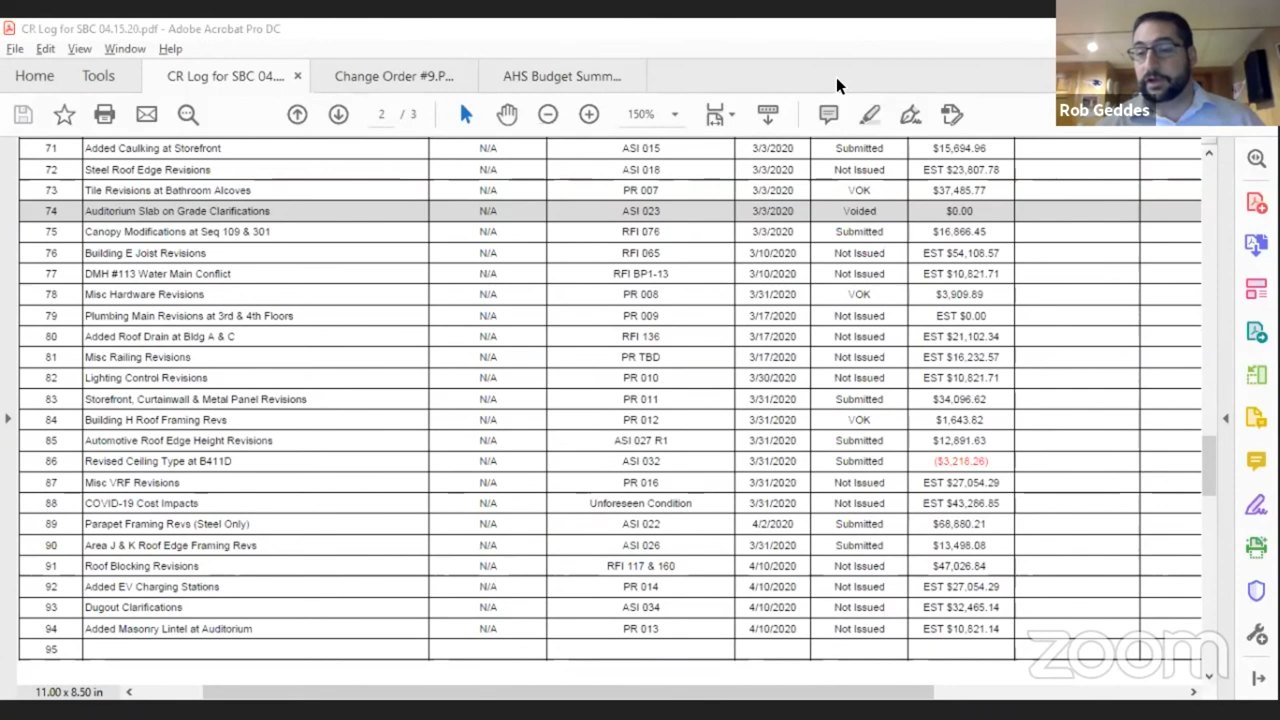 CR Log for SBC 04.15.20.pdf - Adobe Acrobat Pro DC
File Edit View Window Help
Home Tools CR Log for SBC 04.... × Change Order #9.P... AHS Budget Summ...
2 / 3 150%
Rob Geddes
71 Added Caulking at Storefront N/A ASI 015 3/3/2020 Submitted $15,694.96
72 Steel Roof Edge Revisions N/A ASI 018 3/3/2020 Not Issued EST $23,807.78
73 Tile Revisions at Bathroom Alcoves N/A PR 007 3/3/2020 VOK $37,485.77
74 Auditorium Slab on Grade Clarifications N/A ASI 023 3/3/2020 Voided $0.00
75 Canopy Modifications at Seq 109 & 301 N/A RFI 076 3/3/2020 Submitted $16,866.45
76 Building E Joist Revisions N/A RFI 065 3/10/2020 Not Issued EST $54,108.57
77 DMH #113 Water Main Conflict N/A RFI BP1-13 3/10/2020 Not Issued EST $10,821.71
78 Misc Hardware Revisions N/A PR 008 3/31/2020 VOK $3,909.89
79 Plumbing Main Revisions at 3rd & 4th Floors N/A PR 009 3/17/2020 Not Issued EST $0.00
80 Added Roof Drain at Bldg A & C N/A RFI 136 3/17/2020 Not Issued EST $21,102.34
81 Misc Railing Revisions N/A PR TBD 3/17/2020 Not Issued EST $16,232.57
82 Lighting Control Revisions N/A PR 010 3/30/2020 Not Issued EST $10,821.71
83 Storefront, Curtainwall & Metal Panel Revisions N/A PR 011 3/31/2020 Submitted $34,096.62
84 Building H Roof Framing Revs N/A PR 012 3/31/2020 VOK $1,643.82
85 Automotive Roof Edge Height Revisions N/A ASI 027 R1 3/31/2020 Submitted $12,891.63
86 Revised Ceiling Type at B411D N/A ASI 032 3/31/2020 Submitted ($3,218.26)
87 Misc VRF Revisions N/A PR 016 3/31/2020 Not Issued EST $27,054.29
88 COVID-19 Cost Impacts N/A Unforeseen Condition 3/31/2020 Not Issued EST $43,286.85
89 Parapet Framing Revs (Steel Only) N/A ASI 022 4/2/2020 Submitted $68,880.21
90 Area J & K Roof Edge Framing Revs N/A ASI 026 3/31/2020 Submitted $13,498.08
91 Roof Blocking Revisions N/A RFI 117 & 160 4/10/2020 Not Issued $47,026.84
92 Added EV Charging Stations N/A PR 014 4/10/2020 Not Issued EST $27,054.29
93 Dugout Clarifications N/A ASI 034 4/10/2020 Not Issued EST $32,465.14
94 Added Masonry Lintel at Auditorium N/A PR 013 4/10/2020 Not Issued EST $10,821.14
95
zoom
11.00 x 8.50 in